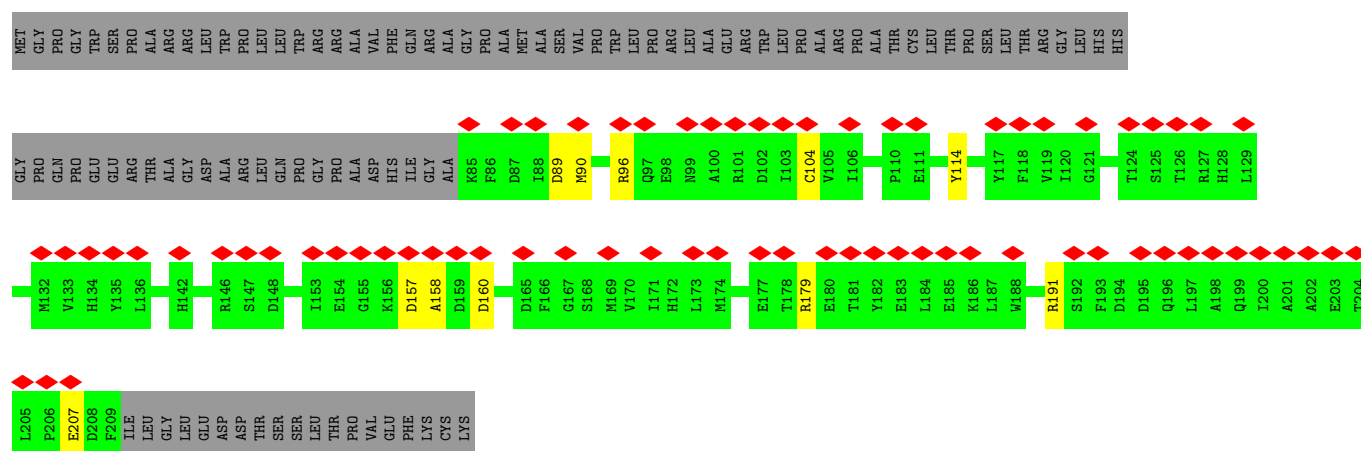 MET GLY PRO GLY TRP SER PRO ALA ARG ARG LEU TRP PRO LEU LEU TRP ARG ARG ALA VAL PHE GLN ARG ALA GLY PRO ALA MET ALA SER VAL PRO TRP LEU PRO ARG LEU ALA GLU ARG TRP LEU PRO ALA ARG PRO ALA THR CYS LEU THR PRO SER LEU THR ARG GLY LEU HIS HIS
GLY PRO GLN PRO GLU GLU ARG THR ALA GLY ASP ALA ARG LEU GLN PRO GLY PRO ALA ASP HIS ILE GLY ALA K85 F86 D87 I88 D89 M90 R96 Q97 E98 N99 A100 R101 D102 I103 C104 V105 I106 P110 E111 Y114 Y117 F118 V119 I120 G121 T124 S125 T126 R127 H128 L129
M132 V133 H134 Y135 L136 H142 R146 S147 D148 I153 E154 G155 K156 D157 A158 D159 D160 D165 F166 G167 S168 M169 V170 I171 H172 L173 M174 E177 T178 R179 E180 T181 Y182 E183 L184 E185 K186 L187 W188 R191 S192 F193 D194 D195 Q196 L197 A198 Q199 I200 A201 A202 E203 T204
L205 P206 E207 D208 F209 ILE LEU GLY LEU GLU ASP ASP THR SER SER LEU THR PRO VAL GLU PHE LYS CYS LYS